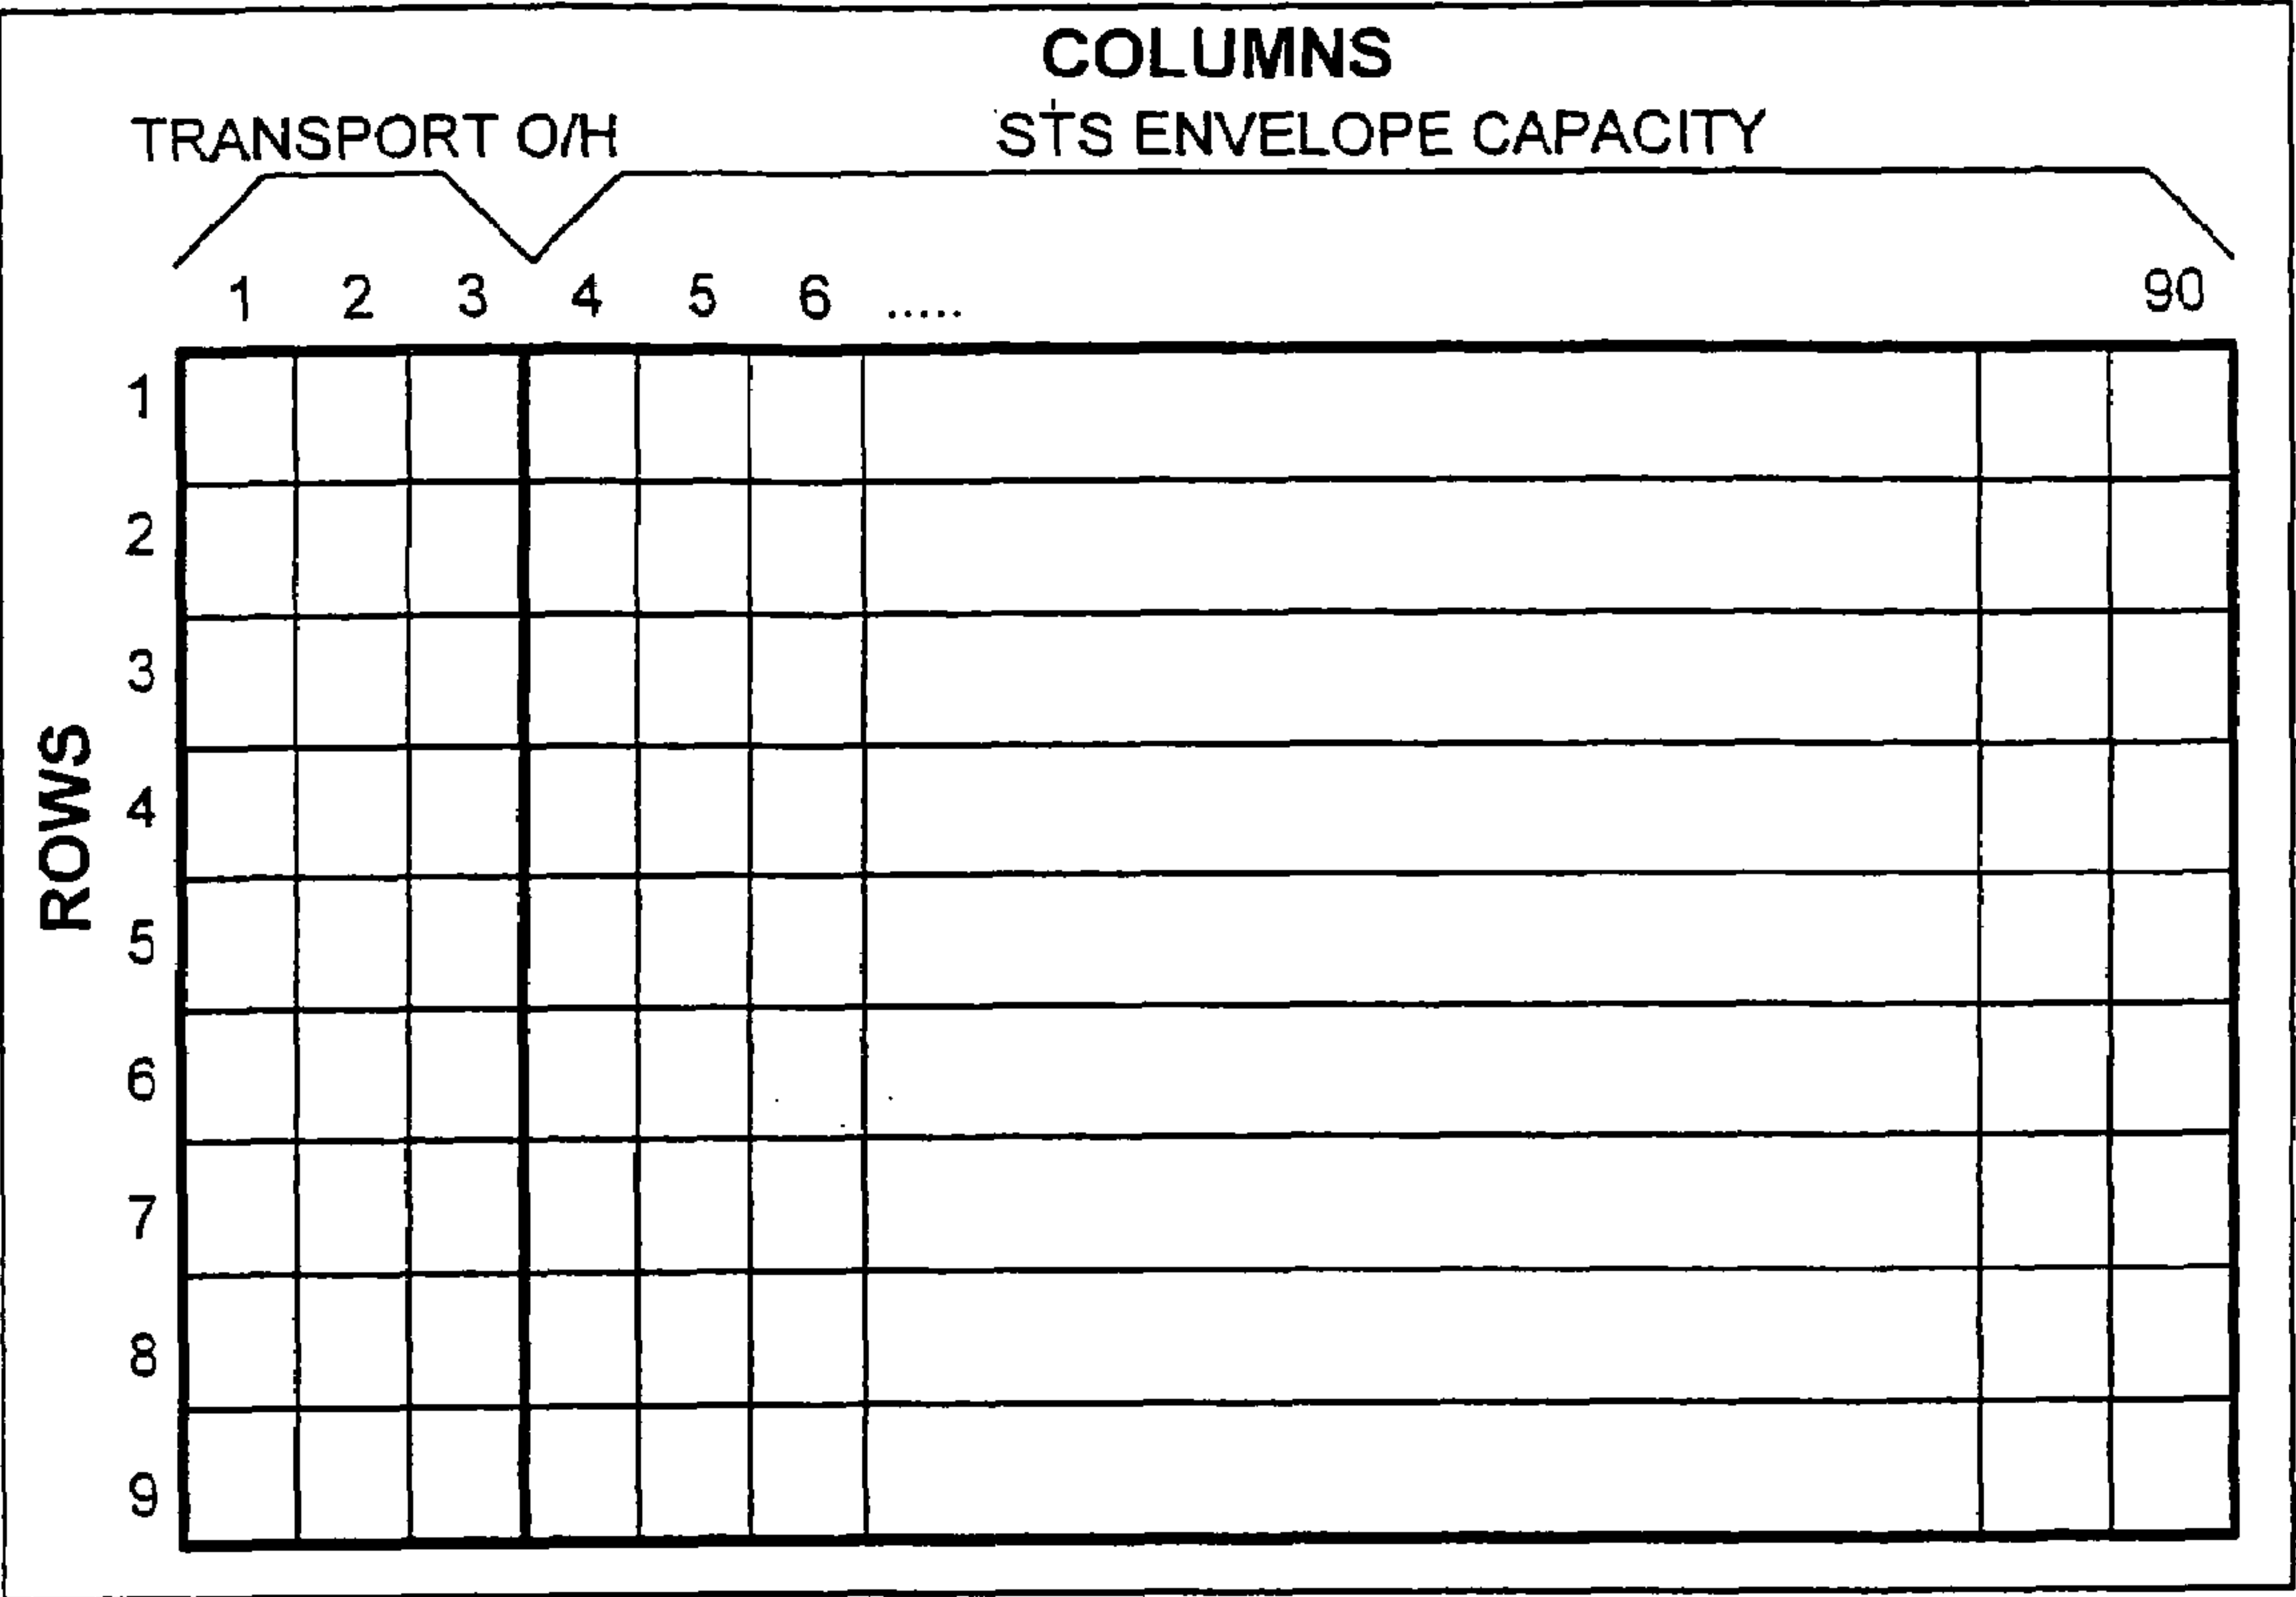 COLUMNS
TRANSPORT O/H STS ENVELOPE CAPACITY
1 2 3 4 5 6 ..... 90
1
2
3
ROWS
4
5
6
7
8
9